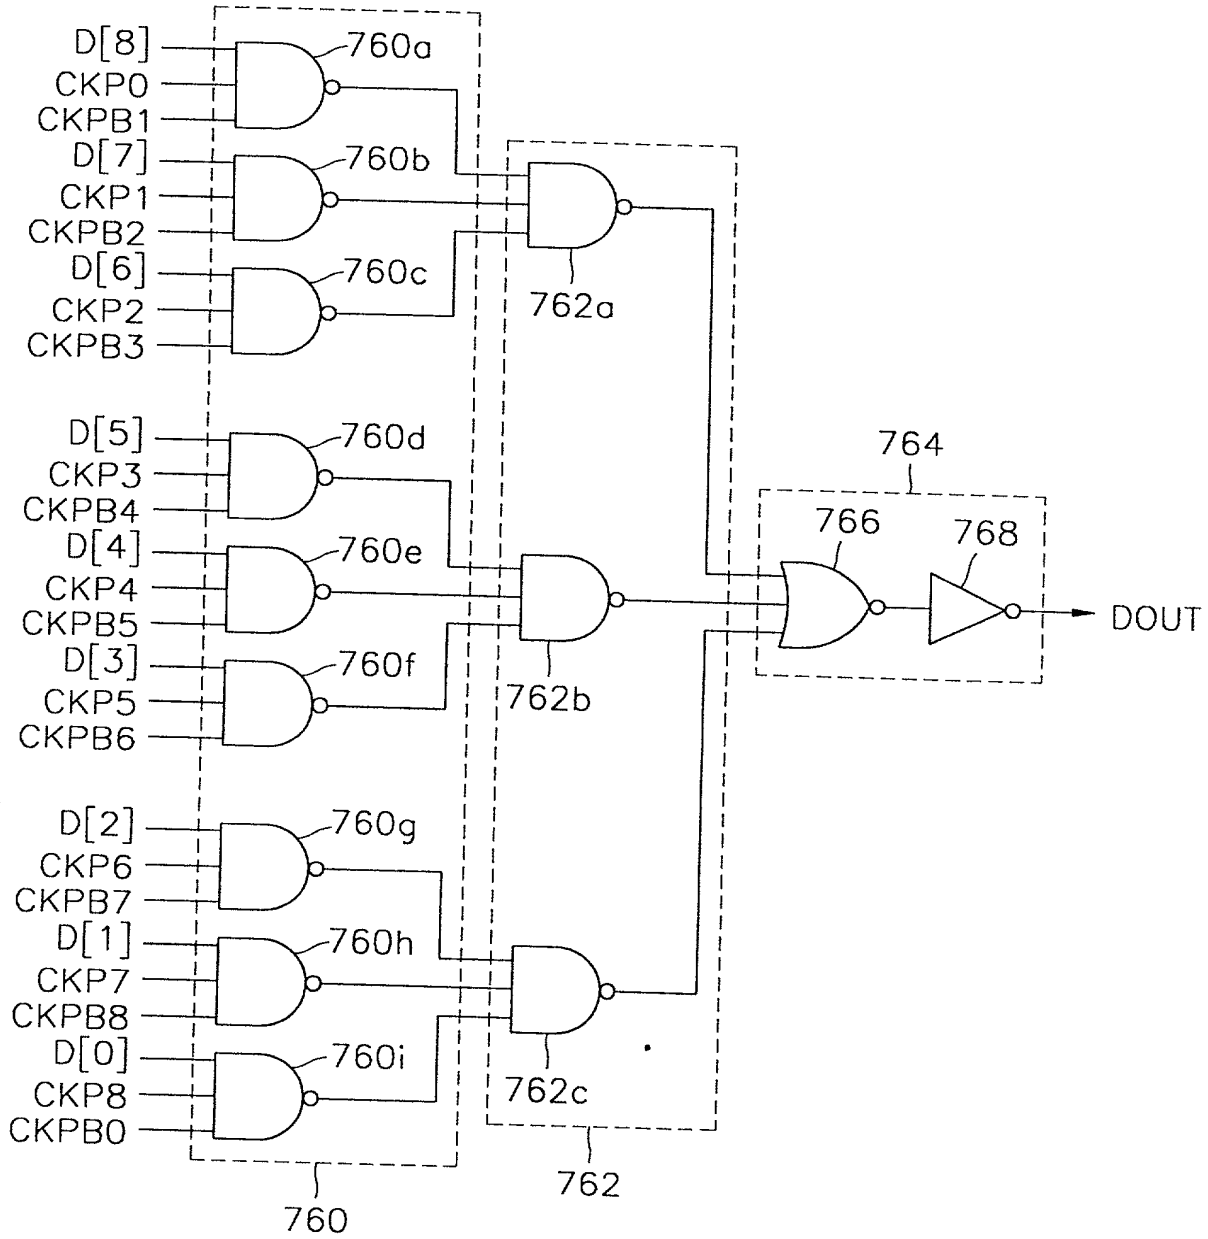 D[8]
CKP0
CKPB1
760a
D[7]
CKP1
CKPB2
760b
D[6]
CKP2
CKPB3
760c
762a
D[5]
CKP3
CKPB4
760d
D[4]
CKP4
CKPB5
760e
D[3]
CKP5
CKPB6
760f
762b
764
766
768
DOUT
D[2]
CKP6
CKPB7
760g
D[1]
CKP7
CKPB8
760h
D[0]
CKP8
CKPB0
760i
762c
762
760